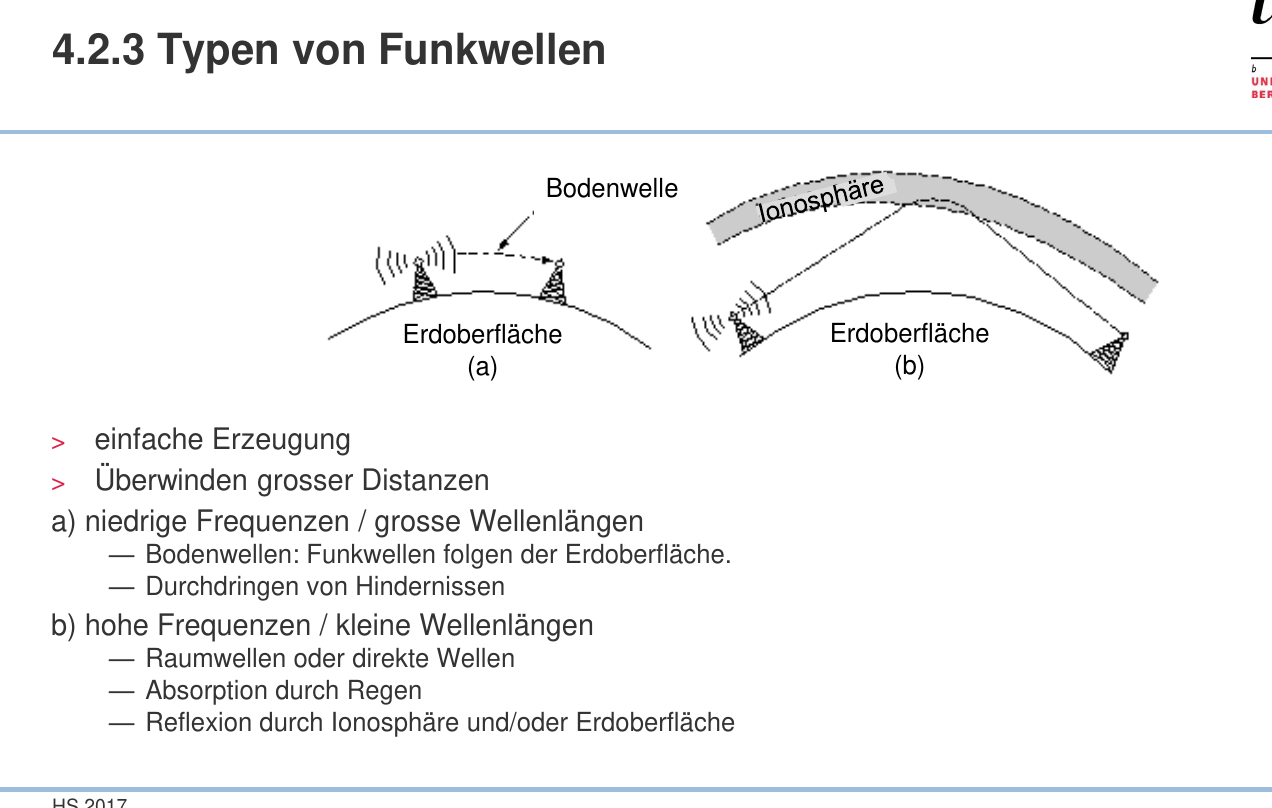 4.2.3 Typen von Funkwellen
b
Bodenwelle
Ionosphäre
Erdoberfläche
(a)
Erdoberfläche
(b)
> einfache Erzeugung
> Überwinden grosser Distanzen
a) niedrige Frequenzen / grosse Wellenlängen
— Bodenwellen: Funkwellen folgen der Erdoberfläche.
— Durchdringen von Hindernissen
b) hohe Frequenzen / kleine Wellenlängen
— Raumwellen oder direkte Wellen
— Absorption durch Regen
— Reflexion durch Ionosphäre und/oder Erdoberfläche
HS 2017